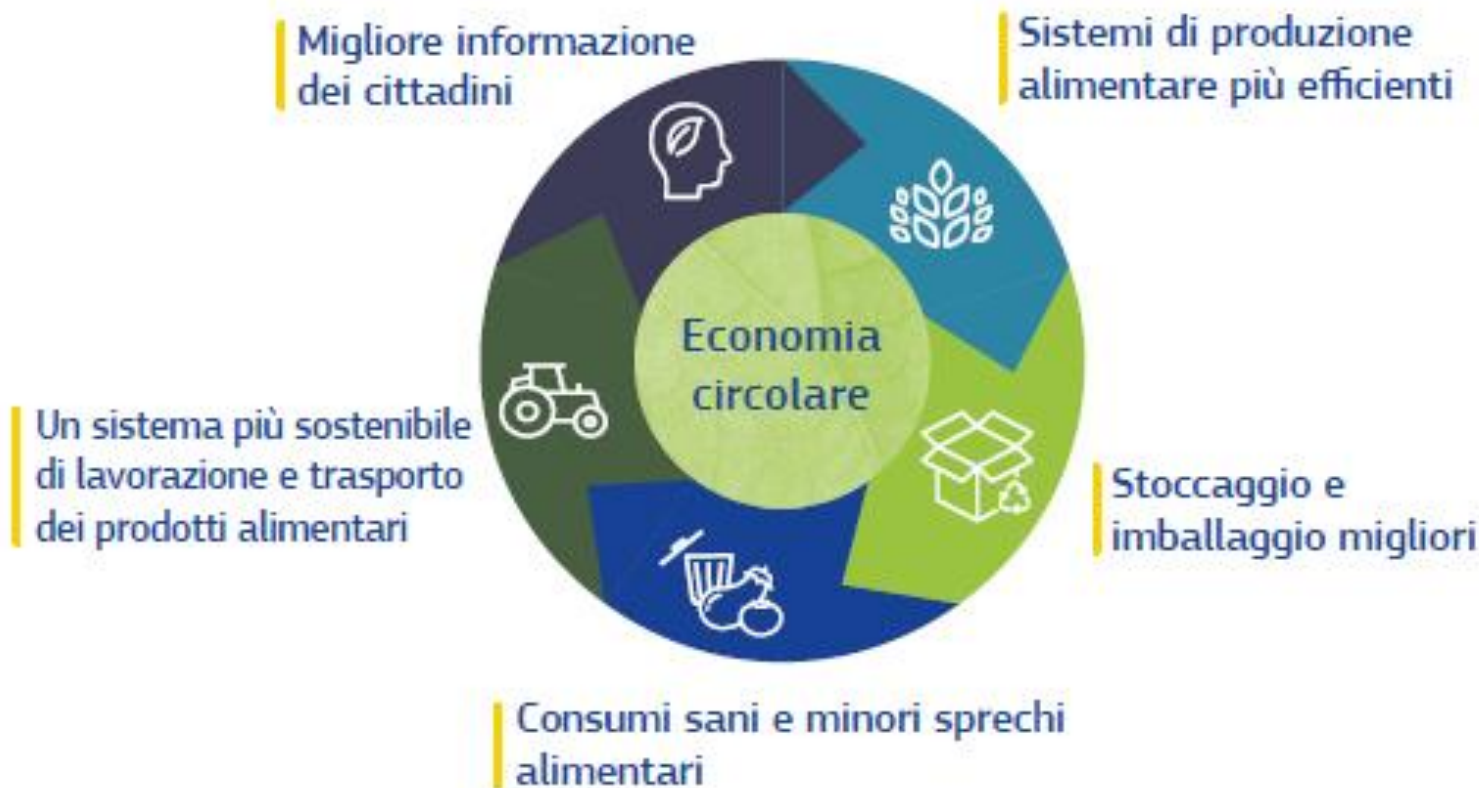 Migliore informazione
dei cittadini
Sistemi di produzione
alimentare più efficienti
Economia
circolare
Un sistema più sostenibile
di lavorazione e trasporto
dei prodotti alimentari
Stoccaggio e
imballaggio migliori
Consumi sani e minori sprechi
alimentari